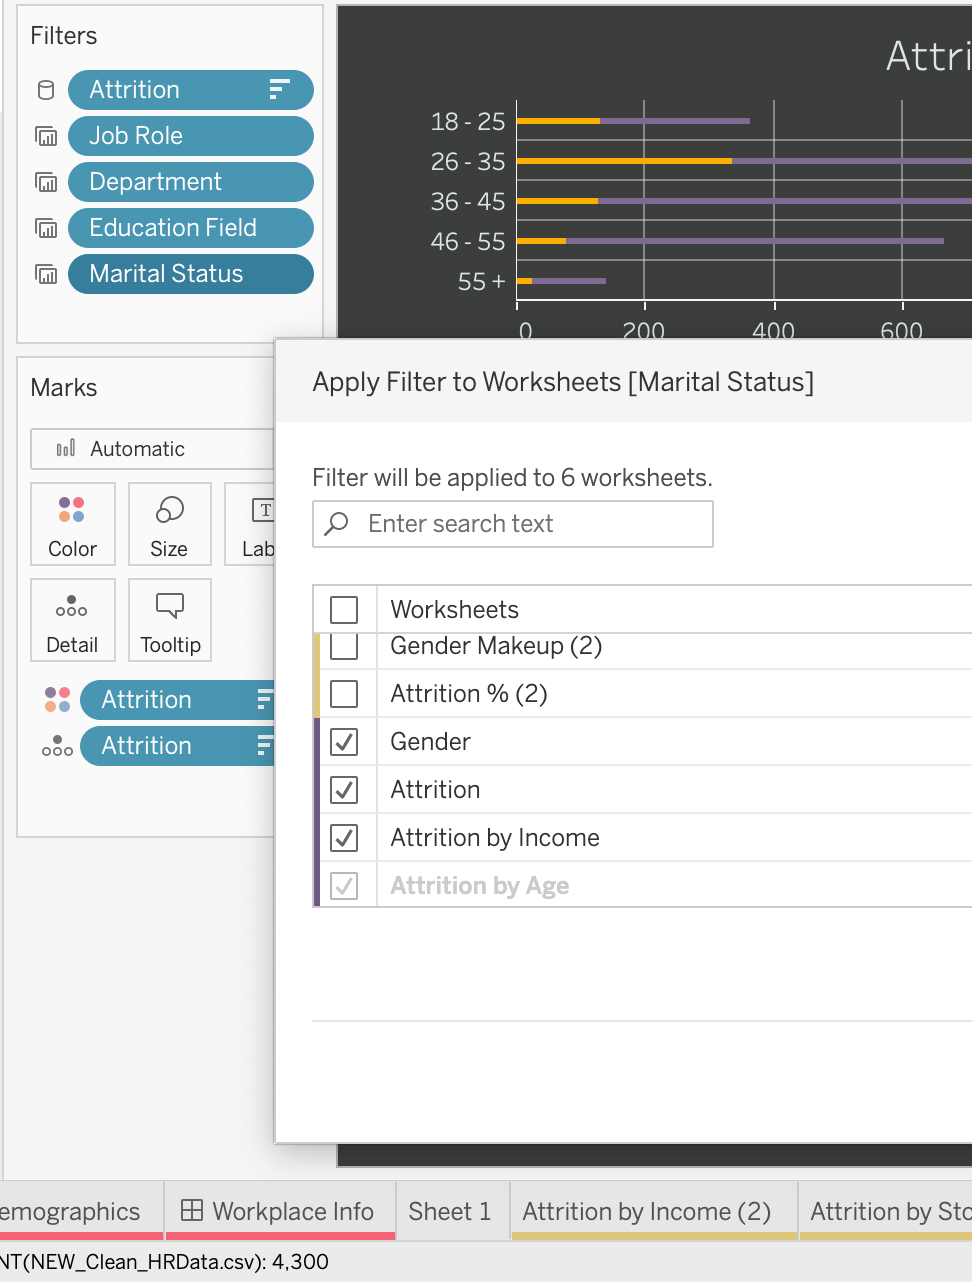 Filters
Attrition
Job Role
Department
Education Field
Marital Status
Attri
18 - 25
26 - 35
36 - 45
46 - 55
55 +
0 200 400 600
Marks
Automatic
Color Size Lab
Detail Tooltip
Attrition
Attrition
Apply Filter to Worksheets [Marital Status]
Filter will be applied to 6 worksheets.
Enter search text
Worksheets
Gender Makeup (2)
Attrition % (2)
Gender
Attrition
Attrition by Income
Attrition by Age
emographics Workplace Info Sheet 1 Attrition by Income (2) Attrition by Sto
NT(NEW_Clean_HRData.csv): 4,300